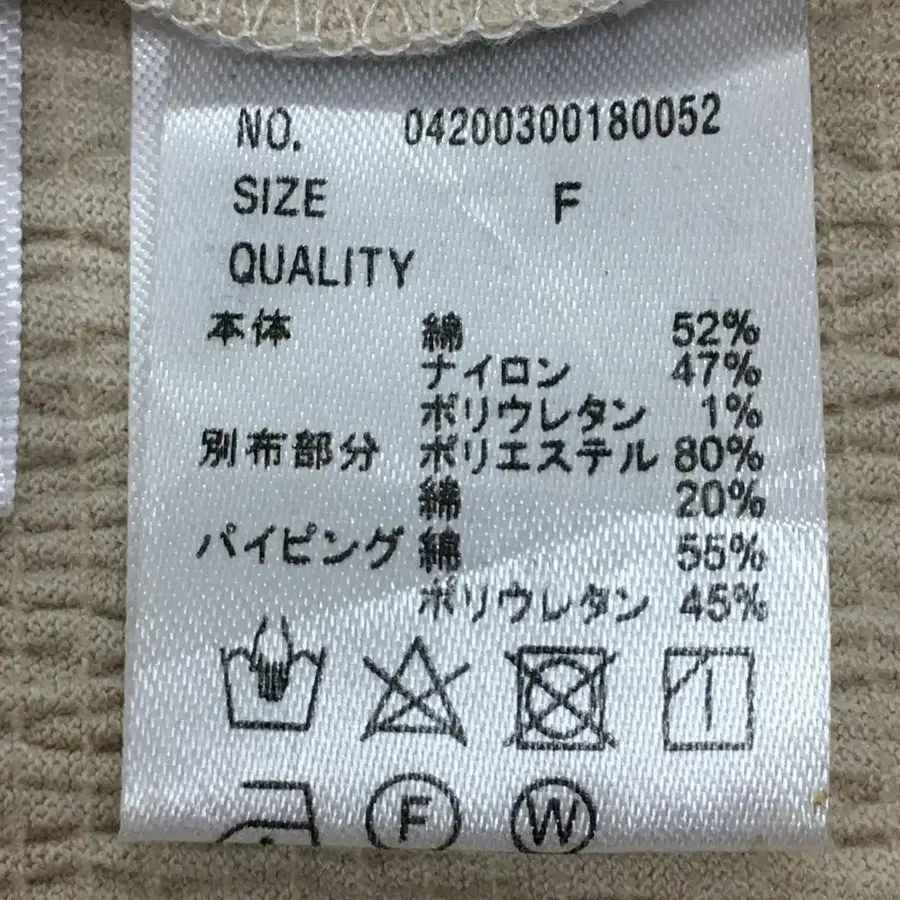 NO. 04200300180052
SIZE F
QUALITY
本体 綿 52%
ナイロン 47%
ポリウレタン 1%
別布部分 ポリエステル 80%
綿 20%
パイピング 綿 55%
ポリウレタン 45%
F W